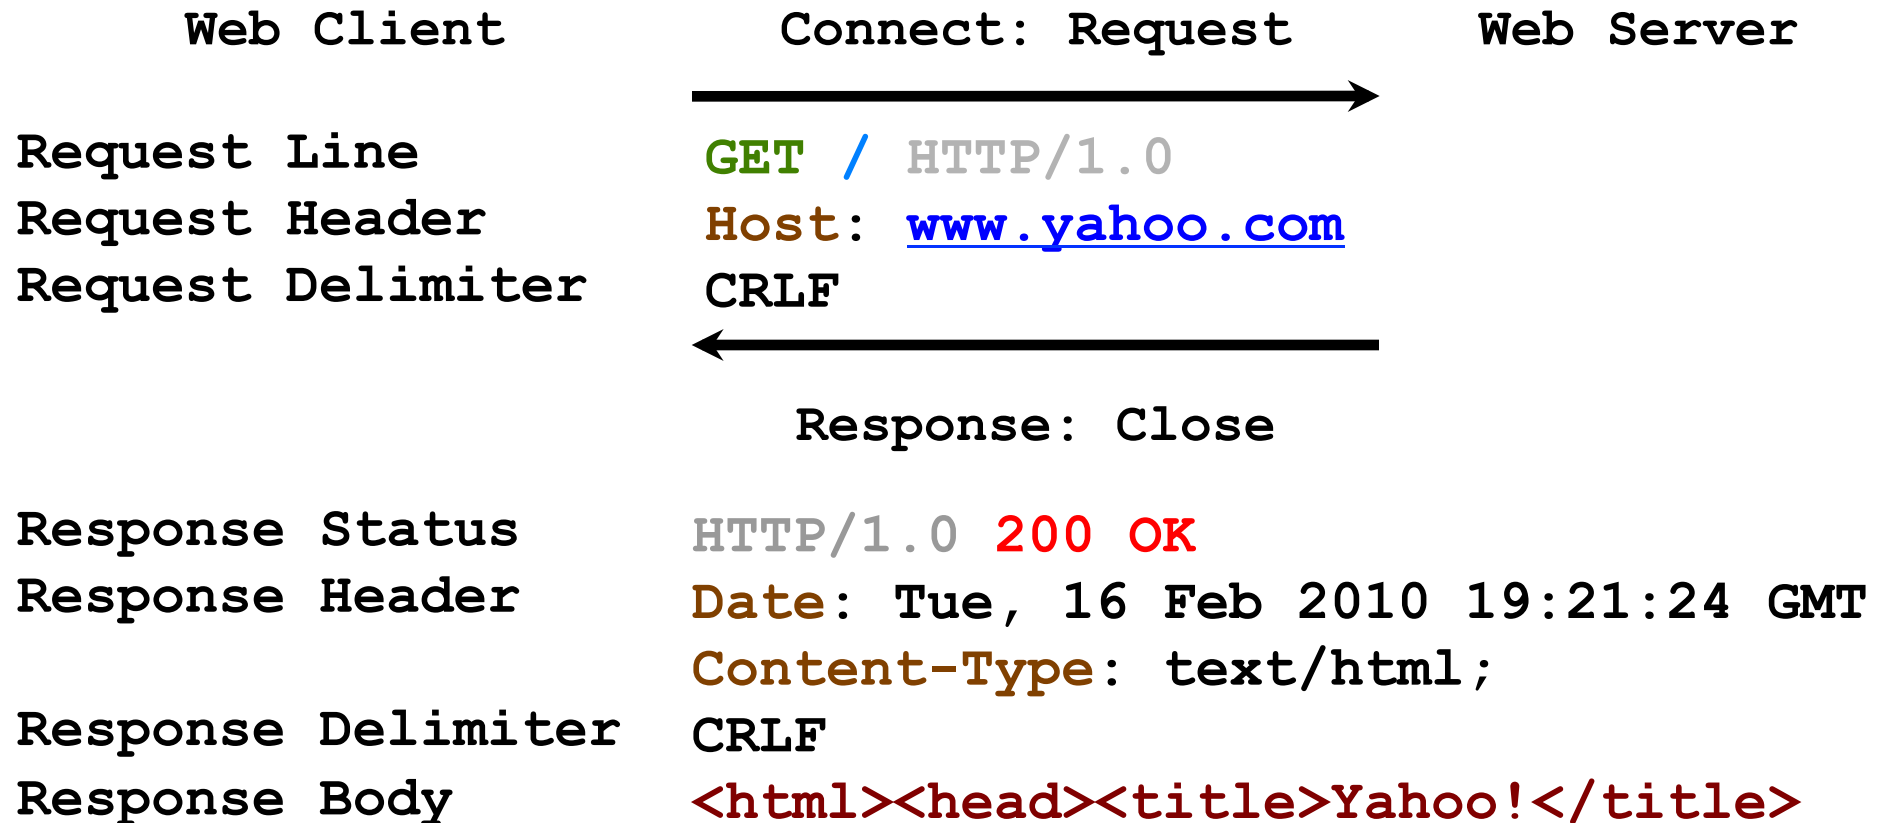 Web Client Connect: Request Web Server
Request Line GET / HTTP/1.0
Request Header Host: www.yahoo.com
Request Delimiter CRLF
Response: Close
Response Status HTTP/1.0 200 OK
Response Header Date: Tue, 16 Feb 2010 19:21:24 GMT
Content-Type: text/html;
Response Delimiter CRLF
Response Body <html><head><title>Yahoo!</title>